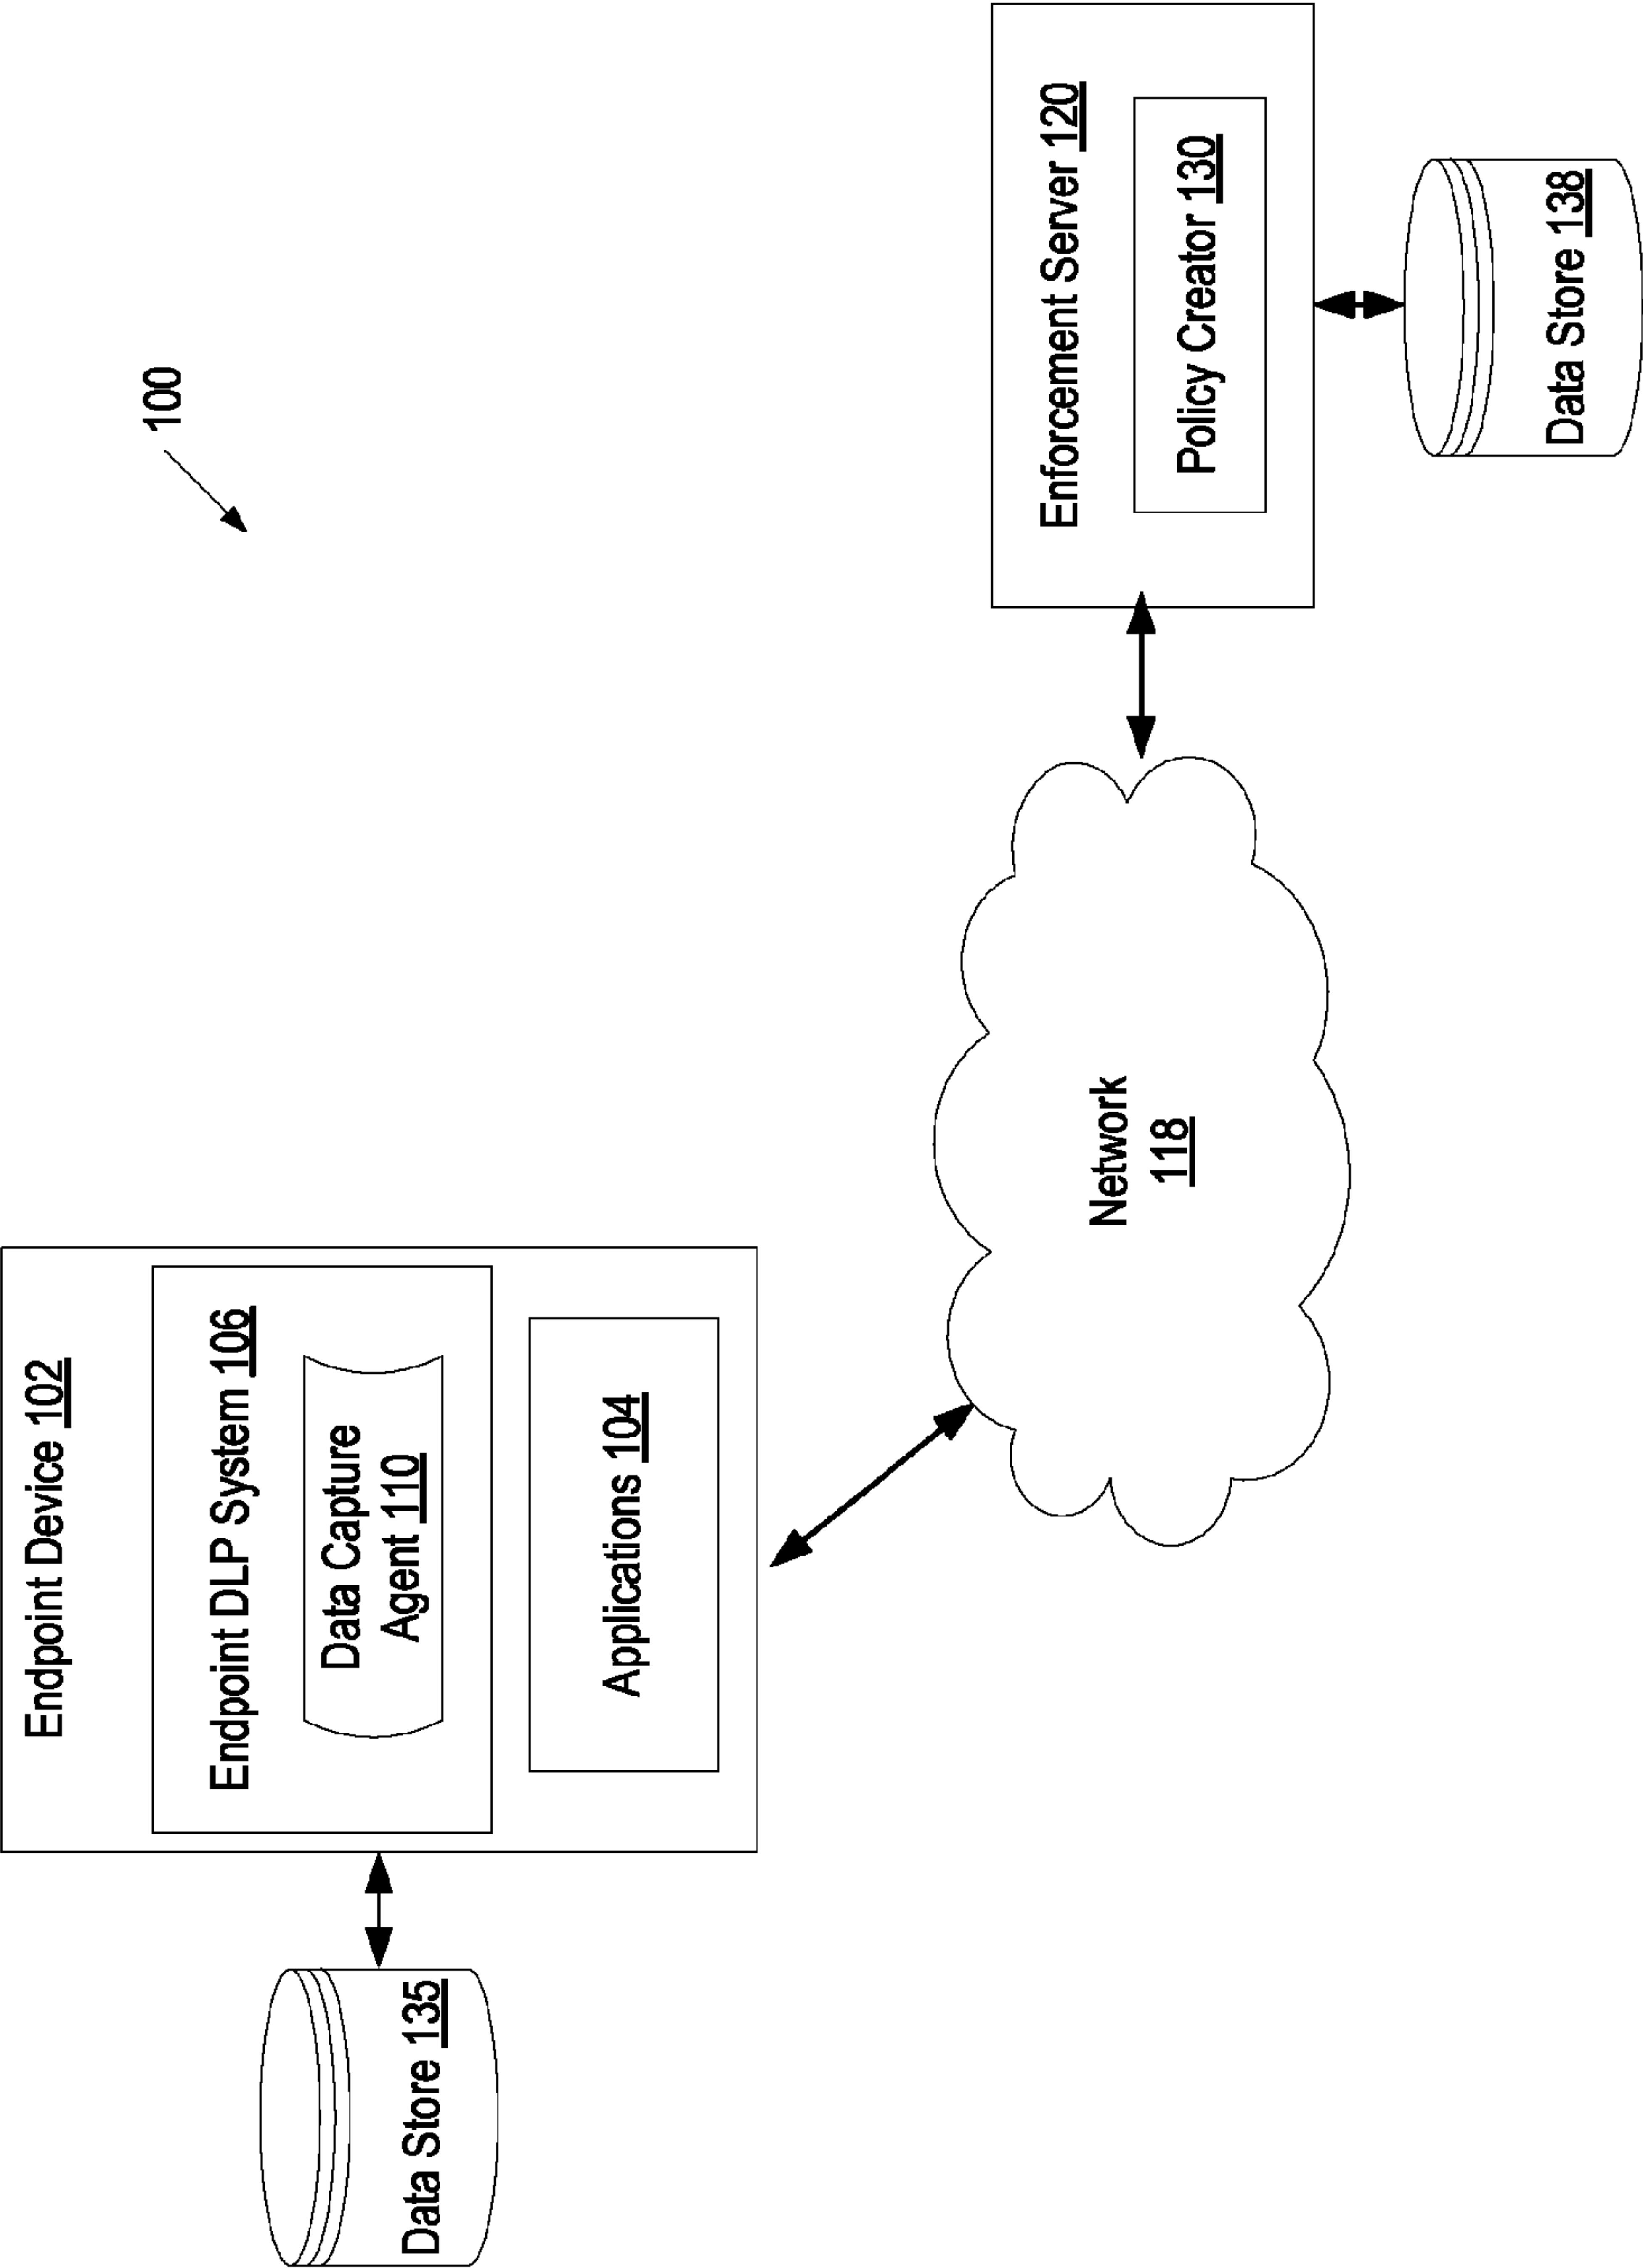 100
Endpoint Device 102
Endpoint DLP System 106
Data Capture
Agent 110
Applications 104
Data Store 135
Network
118
Enforcement Server 120
Policy Creator 130
Data Store 138